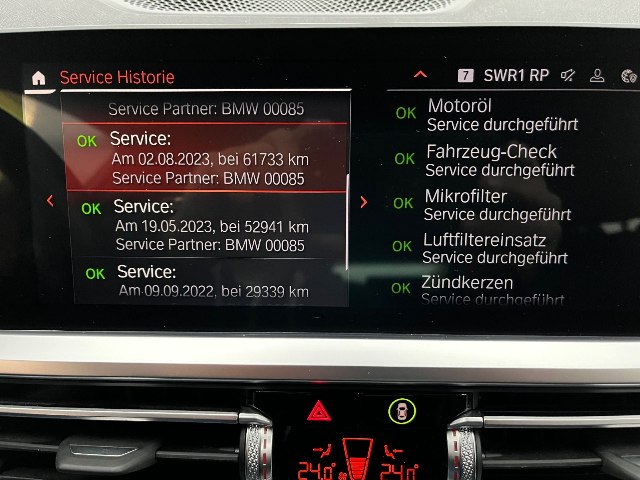 Service Historie
7 SWR1 RP
Service Partner: BMW 00085
OK Service:
Am 02.08.2023, bei 61733 km
Service Partner: BMW 00085
OK Service:
Am 19.05.2023, bei 52941 km
Service Partner: BMW 00085
OK Service:
Am 09.09.2022, bei 29339 km
OK Motoröl
Service durchgeführt
OK Fahrzeug-Check
Service durchgeführt
OK Mikrofilter
Service durchgeführt
OK Luftfiltereinsatz
Service durchgeführt
OK Zündkerzen
Service durchgeführt
24.0 24.0